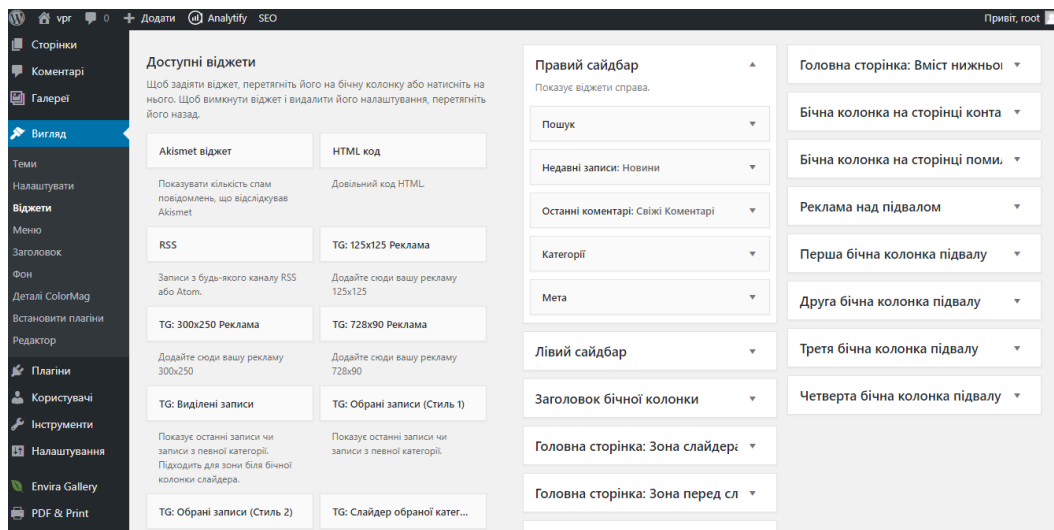 vpr 0 + Додати Analytify SEO Привіт, root
Сторінки
Коментарі
Галереї
Вигляд
Теми
Налаштувати
Віджети
Меню
Заголовок
Фон
Деталі ColorMag
Встановити плагіни
Редактор
Плагіни
Користувачі
Інструменти
Налаштування
Envira Gallery
PDF & Print
Доступні віджети
Щоб задіяти віджет, перетягніть його на бічну колонку або натисніть на
нього. Щоб вимкнути віджет і видалити його налаштування, перетягніть
його назад.
Akismet віджет
Показувати кількість спам
повідомлень, що відслідкував
Akismet
HTML код
Довільний код HTML.
RSS
Записи з будь-якого каналу RSS
або Atom.
TG: 125x125 Реклама
Додайте сюди вашу рекламу
125x125
TG: 300x250 Реклама
Додайте сюди вашу рекламу
300x250
TG: 728x90 Реклама
Додайте сюди вашу рекламу
728x90
TG: Виділені записи
Показує останні записи чи
записи з певної категорії.
Підходить для зони біля бічної
колонки слайдера.
TG: Обрані записи (Стиль 1)
Показує останні записи чи
записи з певної категорії.
TG: Обрані записи (Стиль 2)
TG: Слайдер обраної катег...
Правий сайдбар
Показує віджети справа.
Пошук
Недавні записи: Новини
Останні коментарі: Свіжі Коментарі
Категорії
Мета
Лівий сайдбар
Заголовок бічної колонки
Головна сторінка: Зона слайдера
Головна сторінка: Зона перед сл
Головна сторінка: Вміст нижньої
Бічна колонка на сторінці конта
Бічна колонка на сторінці помил
Реклама над підвалом
Перша бічна колонка підвалу
Друга бічна колонка підвалу
Третя бічна колонка підвалу
Четверта бічна колонка підвалу